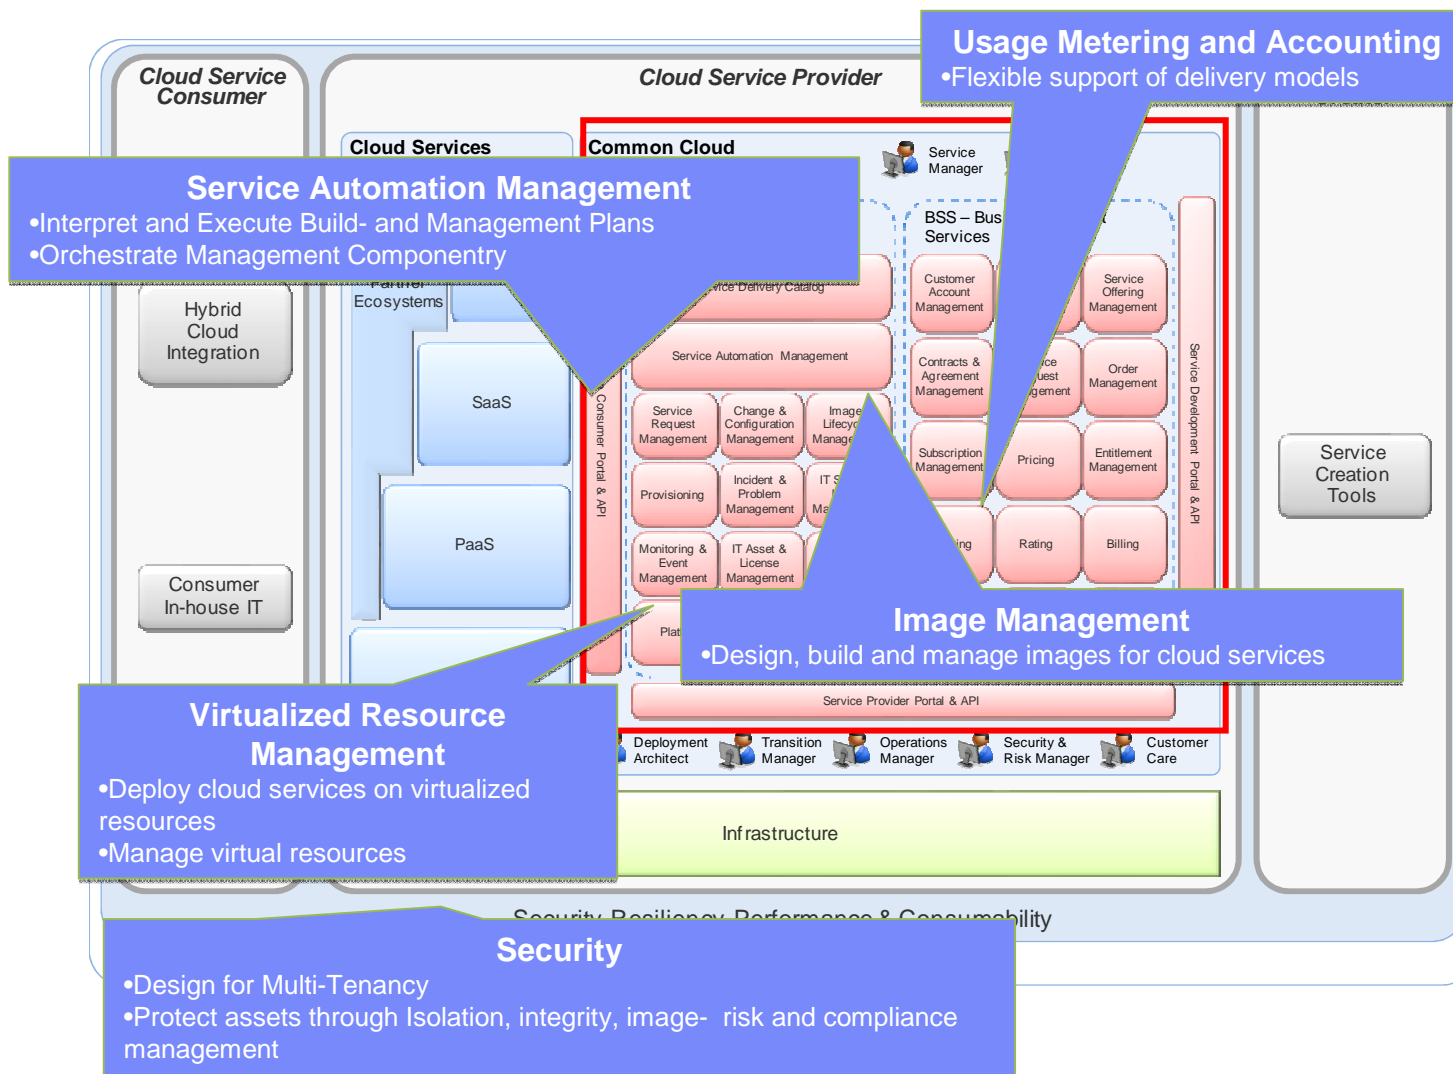 Usage Metering and Accounting
•Flexible support of delivery models
Cloud Service
Consumer
Cloud Service Provider
Cloud Services
Common Cloud
Service
Manager
Service Automation Management
•Interpret and Execute Build- and Management Plans
•Orchestrate Management Componentry
BSS –
Services
Ecosystems
Delivery Catalog
Customer
Account
Management
Service
Offering
Management
Hybrid
Cloud
Integration
Service Automation Management
Contracts &
Agreement
Management
Order
Management
SaaS
Consumer Portal & API
Service Development Portal & API
Service
Request
Management
Change &
Configuration
Management
Subscription
Management
Pricing
Entitlement
Management
Service
Creation
Tools
Provisioning
Incident &
Problem
Management
PaaS
Monitoring &
Event
Management
IT Asset &
License
Management
Rating
Billing
Consumer
In-house IT
Image Management
•Design, build and manage images for cloud services
Service Provider Portal & API
Virtualized Resource
Management
•Deploy cloud services on virtualized
resources
•Manage virtual resources
Deployment
Architect
Transition
Manager
Operations
Manager
Security &
Risk Manager
Customer
Care
Infrastructure
Security Resiliency Performance & Consumability
Security
•Design for Multi-Tenancy
•Protect assets through Isolation, integrity, image- risk and compliance
management